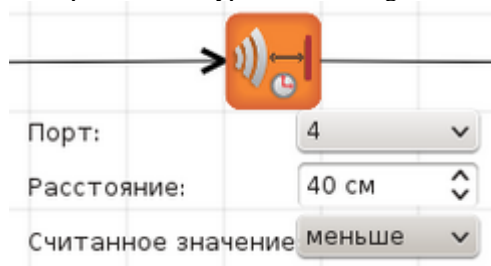 Порт: 4
Расстояние: 40 см
Считанное значение меньше